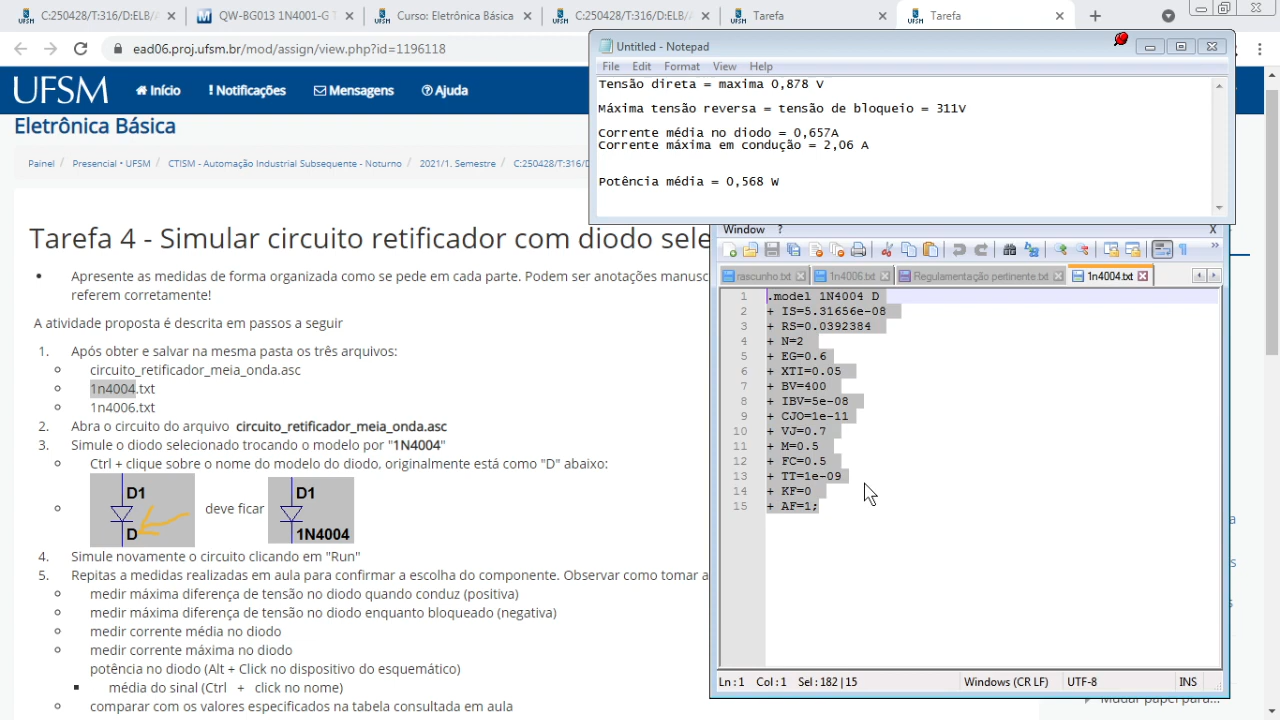 C:250428/T:316/D:ELB/
QW-BG013 1N4001-G T
Curso: Eletrônica Básica
C:250428/T:316/D:ELB/
Tarefa
Tarefa
ead06.proj.ufsm.br/mod/assign/view.php?id=1196118
UFSM
Início
Notificações
Mensagens
Ajuda
Eletrônica Básica
Painel / Presencial • UFSM / CTISM - Automação Industrial Subsequente - Noturno / 2021/1. Semestre / C:250428/T:316/D:
Untitled - Notepad
File Edit Format View Help
Tensão direta = maxima 0,878 V
Máxima tensão reversa = tensão de bloqueio = 311V
Corrente média no diodo = 0,657A
Corrente máxima em condução = 2,06 A
Potência média = 0,568 W
Tarefa 4 - Simular circuito retificador com diodo sele
• Apresente as medidas de forma organizada como se pede em cada parte. Podem ser anotações manusc
referem corretamente!
A atividade proposta é descrita em passos a seguir
1. Após obter e salvar na mesma pasta os três arquivos:
circuito_retificador_meia_onda.asc
1n4004.txt
1n4006.txt
2. Abra o circuito do arquivo circuito_retificador_meia_onda.asc
3. Simule o diodo selecionado trocando o modelo por "1N4004"
Ctrl + clique sobre o nome do modelo do diodo, originalmente está como "D" abaixo:
D1
D
deve ficar
D1
1N4004
4. Simule novamente o circuito clicando em "Run"
5. Repitas a medidas realizadas em aula para confirmar a escolha do componente. Observar como tomar a
medir máxima diferença de tensão no diodo quando conduz (positiva)
medir máxima diferença de tensão no diodo enquanto bloqueado (negativa)
medir corrente média no diodo
medir corrente máxima no diodo
potência no diodo (Alt + Click no dispositivo do esquemático)
média do sinal (Ctrl + click no nome)
comparar com os valores especificados na tabela consultada em aula
Window ? X
rascunho.txt
1n4006.txt
Regulamentação pertinente.txt
1n4004.txt
1 .model 1N4004 D
2 + IS=5.31656e-08
3 + RS=0.0392384
4 + N=2
5 + EG=0.6
6 + XTI=0.05
7 + BV=400
8 + IBV=5e-08
9 + CJO=1e-11
10 + VJ=0.7
11 + M=0.5
12 + FC=0.5
13 + TT=1e-09
14 + KF=0
15 + AF=1;
Ln:1 Col:1 Sel:182|15 Windows (CR LF) UTF-8 INS
Mudar papel para...